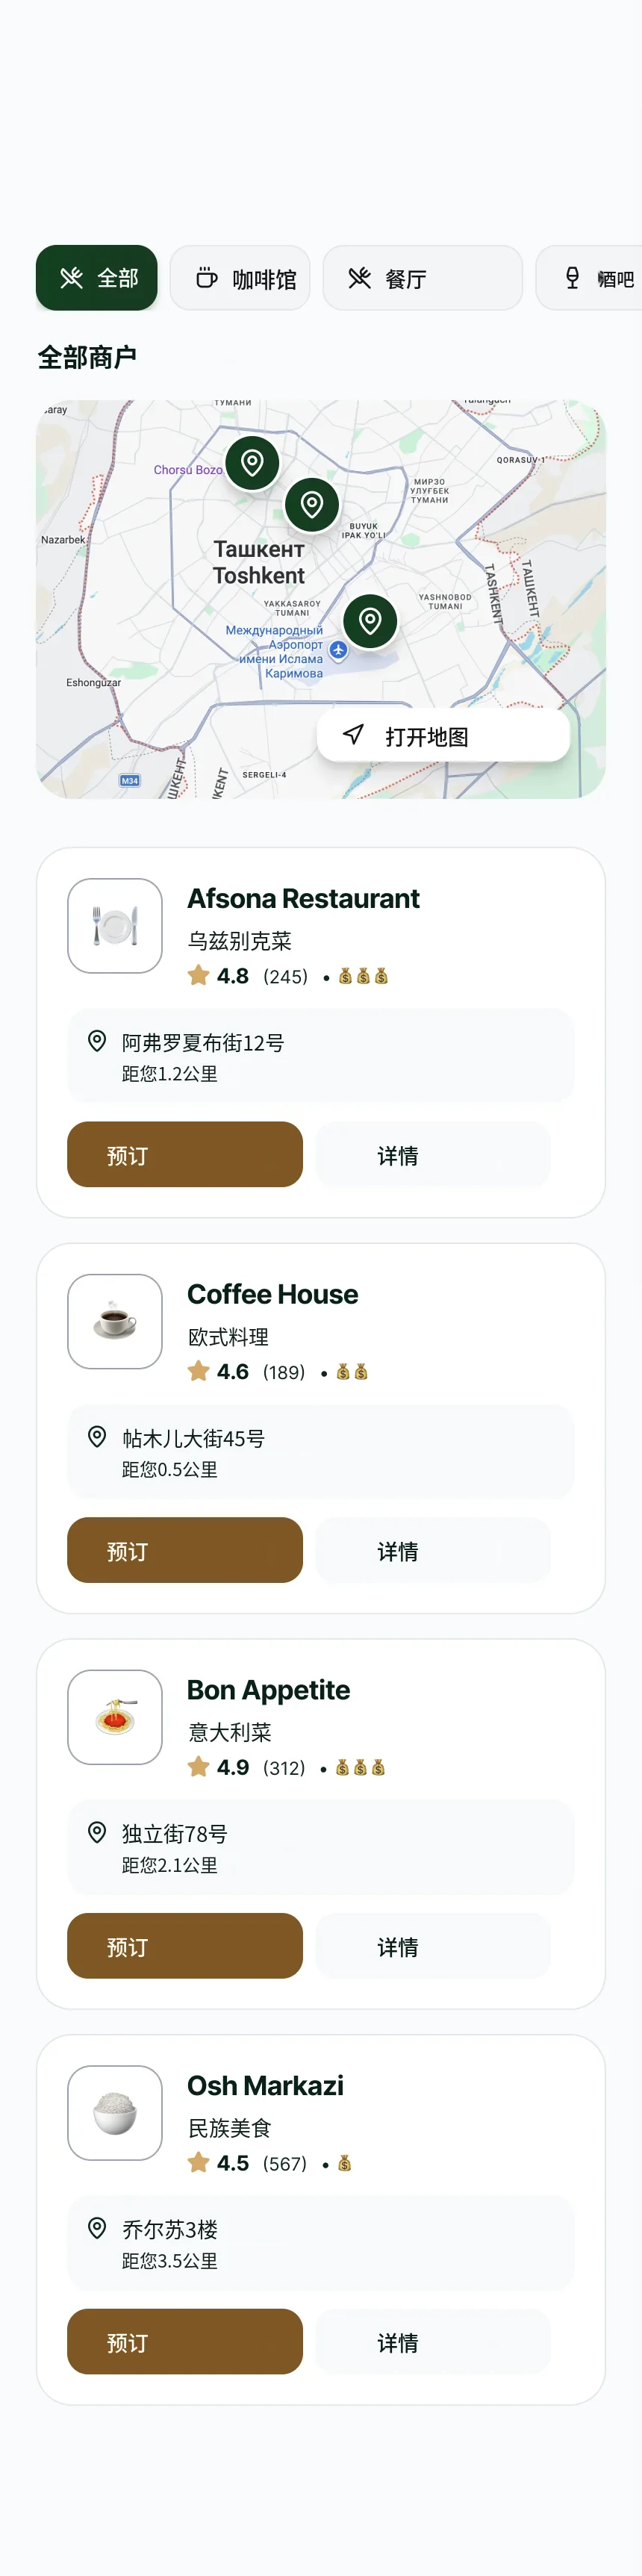 全部
咖啡馆
餐厅
酒吧
全部商户
ТУМАНИ
Chorsu Bozo
QORASUV-1
МИРЗО
УЛУҒБЕК
ТУМАНИ
BUYUK
IPAK YO'LI
Nazarbek
Ташкент
Toshkent
TASHKENT
ТАШКЕНТ
YAKKASAROY
TUMANI
YASHNOBOD
TUMANI
Международный
Аэропорт
имени Ислама
Каримова
Eshonguzar
打开地图
M34
SERGELI-4
Afsona Restaurant
乌兹别克菜
4.8 (245) •
阿弗罗夏布街12号
距您1.2公里
预订
详情
Coffee House
欧式料理
4.6 (189) •
帖木儿大街45号
距您0.5公里
预订
详情
Bon Appetite
意大利菜
4.9 (312) •
独立街78号
距您2.1公里
预订
详情
Osh Markazi
民族美食
4.5 (567) •
乔尔苏3楼
距您3.5公里
预订
详情